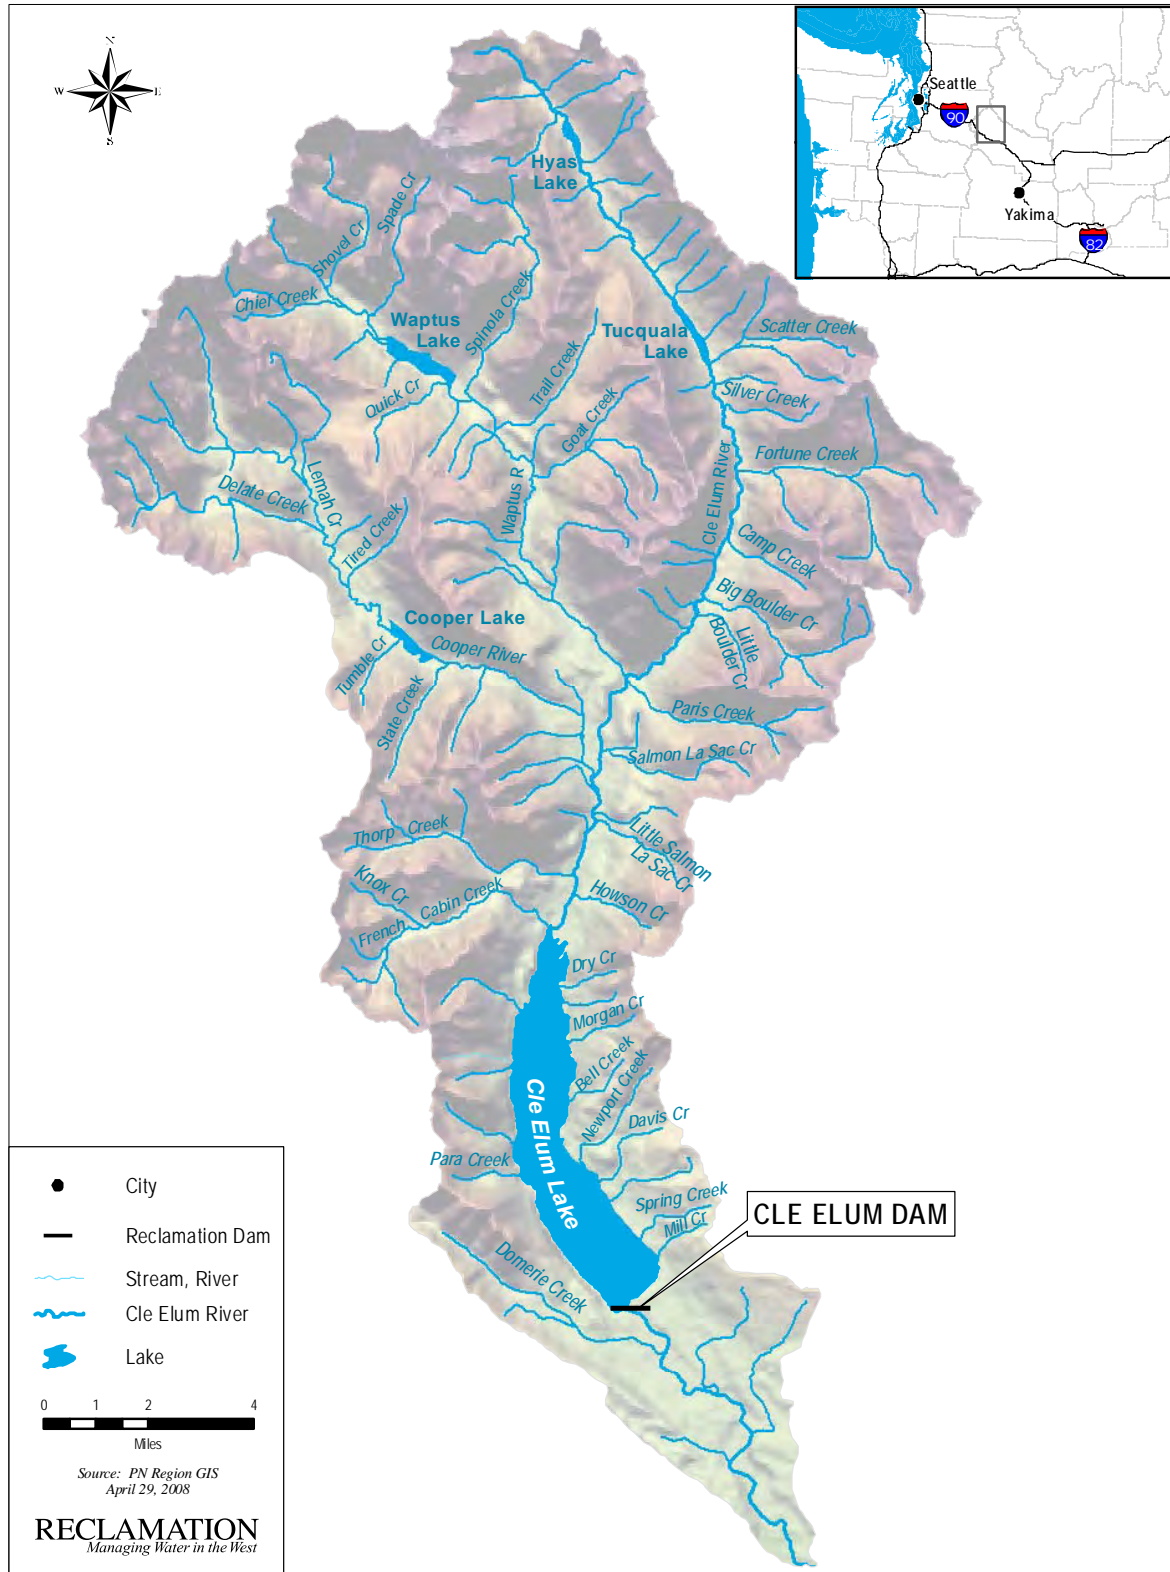 N
W
E
S
Seattle
90
Yakima
82
Hyas
Lake
Spade Cr
Shovel Cr
Chief Creek
Waptus
Lake
Spinola Creek
Tucquala
Lake
Scatter Creek
Trail Creek
Quick Cr
Silver Creek
Goat Creek
Fortune Creek
Cle Elum River
Lemah Cr
Delate Creek
Waptus R
Tired Creek
Camp Creek
Big Boulder Cr
Little
Boulder Cr
Cooper Lake
Cooper River
Tumble Cr
State Creek
Paris Creek
Salmon La Sac Cr
Thorp Creek
Little Salmon
La Sac Cr
Knox Cr
French Cabin Creek
Howson Cr
Dry Cr
Morgan Cr
Bell Creek
Newport Creek
Cle Elum Lake
Davis Cr
Para Creek
Spring Creek
Mill Cr
CLE ELUM DAM
Domerie Creek
City
Reclamation Dam
Stream, River
Cle Elum River
Lake
0 1 2 4
Miles
Source: PN Region GIS
April 29, 2008
RECLAMATION
Managing Water in the West